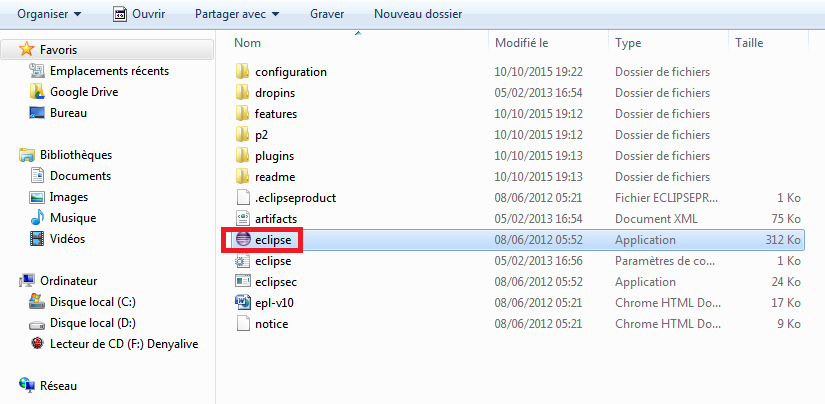 Organiser Ouvrir Partager avec Graver Nouveau dossier
Favoris
Emplacements récents
Google Drive
Bureau
Bibliothèques
Documents
Images
Musique
Vidéos
Ordinateur
Disque local (C:)
Disque local (D:)
Lecteur de CD (F:) Denyalive
Réseau
Nom Modifié le Type Taille
configuration 10/10/2015 19:22 Dossier de fichiers
dropins 05/02/2013 16:54 Dossier de fichiers
features 10/10/2015 19:12 Dossier de fichiers
p2 10/10/2015 19:12 Dossier de fichiers
plugins 10/10/2015 19:13 Dossier de fichiers
readme 10/10/2015 19:13 Dossier de fichiers
.eclipseproduct 08/06/2012 05:21 Fichier ECLIPSEPR... 1 Ko
artifacts 05/02/2013 16:54 Document XML 75 Ko
eclipse 08/06/2012 05:52 Application 312 Ko
eclipse 05/02/2013 16:56 Paramètres de co... 1 Ko
eclipsec 08/06/2012 05:52 Application 24 Ko
epl-v10 08/06/2012 05:21 Chrome HTML Do... 17 Ko
notice 08/06/2012 05:21 Chrome HTML Do... 9 Ko